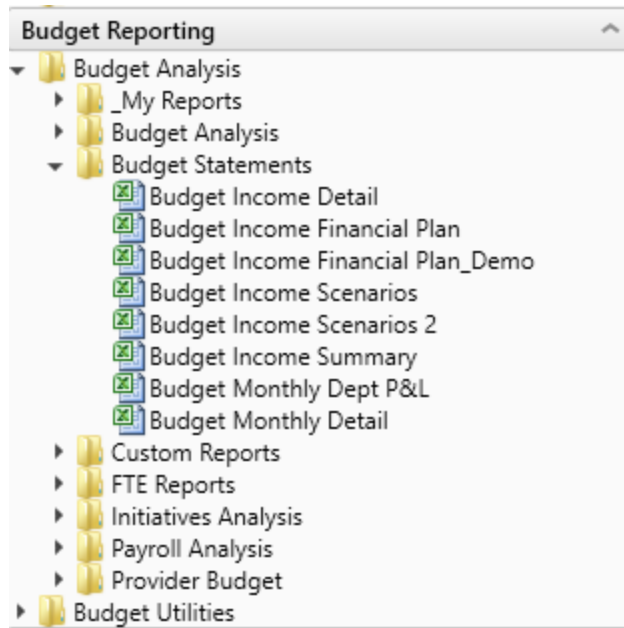 Budget Reporting
Budget Analysis
_My Reports
Budget Analysis
Budget Statements
Budget Income Detail
Budget Income Financial Plan
Budget Income Financial Plan_Demo
Budget Income Scenarios
Budget Income Scenarios 2
Budget Income Summary
Budget Monthly Dept P&L
Budget Monthly Detail
Custom Reports
FTE Reports
Initiatives Analysis
Payroll Analysis
Provider Budget
Budget Utilities